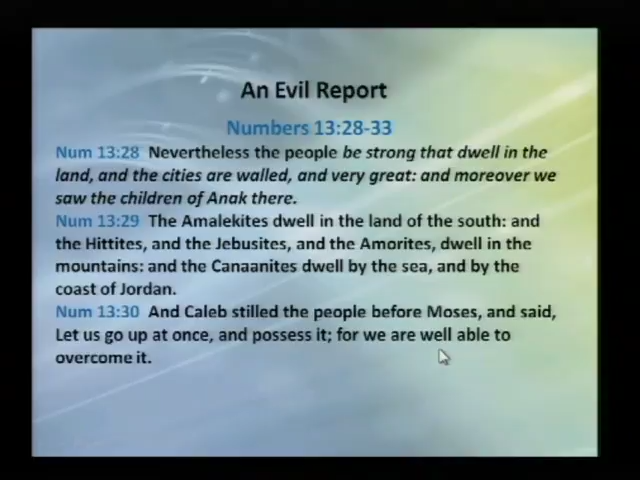 An Evil Report
Numbers 13:28-33
Num 13:28 Nevertheless the people be strong that dwell in the
land, and the cities are walled, and very great: and moreover we
saw the children of Anak there.
Num 13:29 The Amalekites dwell in the land of the south: and
the Hittites, and the Jebusites, and the Amorites, dwell in the
mountains: and the Canaanites dwell by the sea, and by the
coast of Jordan.
Num 13:30 And Caleb stilled the people before Moses, and said,
Let us go up at once, and possess it; for we are well able to
overcome it.